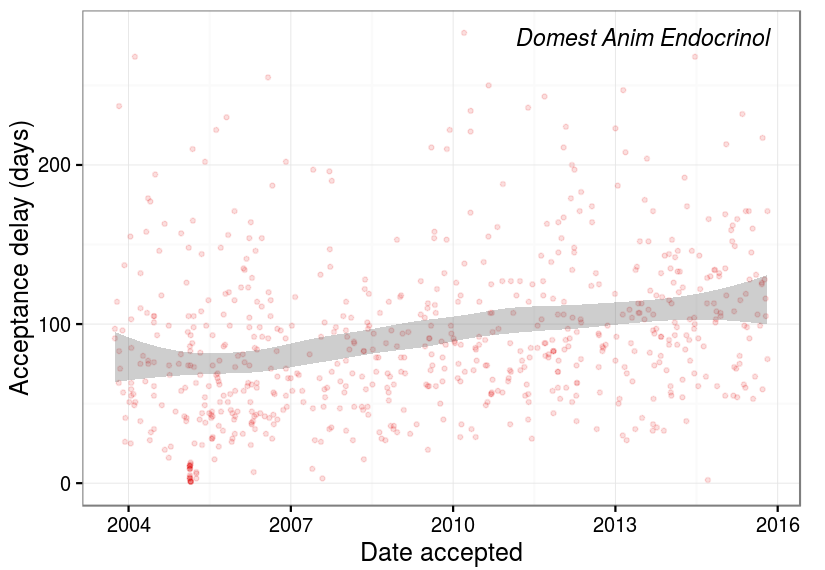 Domest Anim Endocrinol
Acceptance delay (days)
200
100
0
2004 2007 2010 2013 2016
Date accepted